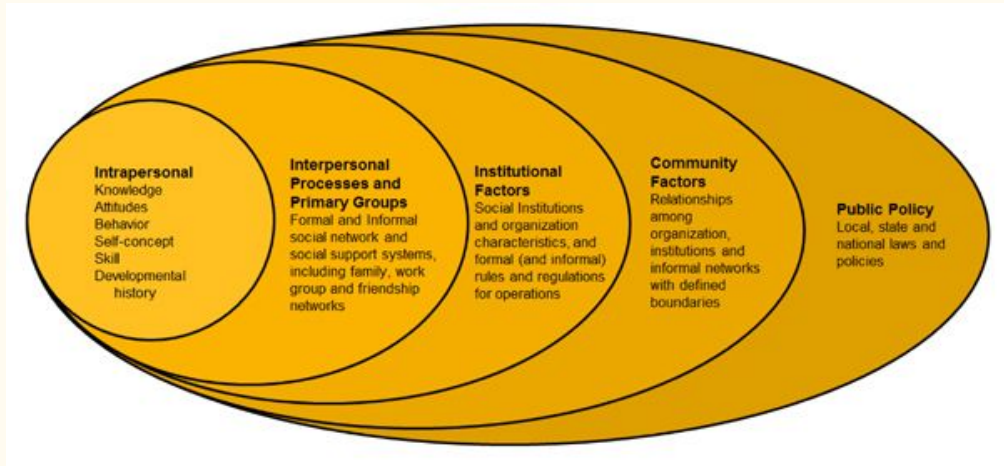 Intrapersonal
Knowledge
Attitudes
Behavior
Self-concept
Skill
Developmental
history
Interpersonal
Processes and
Primary Groups
Formal and Informal
social network and
social support systems,
including family, work
group and friendship
networks
Institutional
Factors
Social Institutions
and organization
characteristics, and
formal (and informal)
rules and regulations
for operations
Community
Factors
Relationships
among
organization,
institutions and
informal networks
with defined
boundaries
Public Policy
Local, state and
national laws and
policies